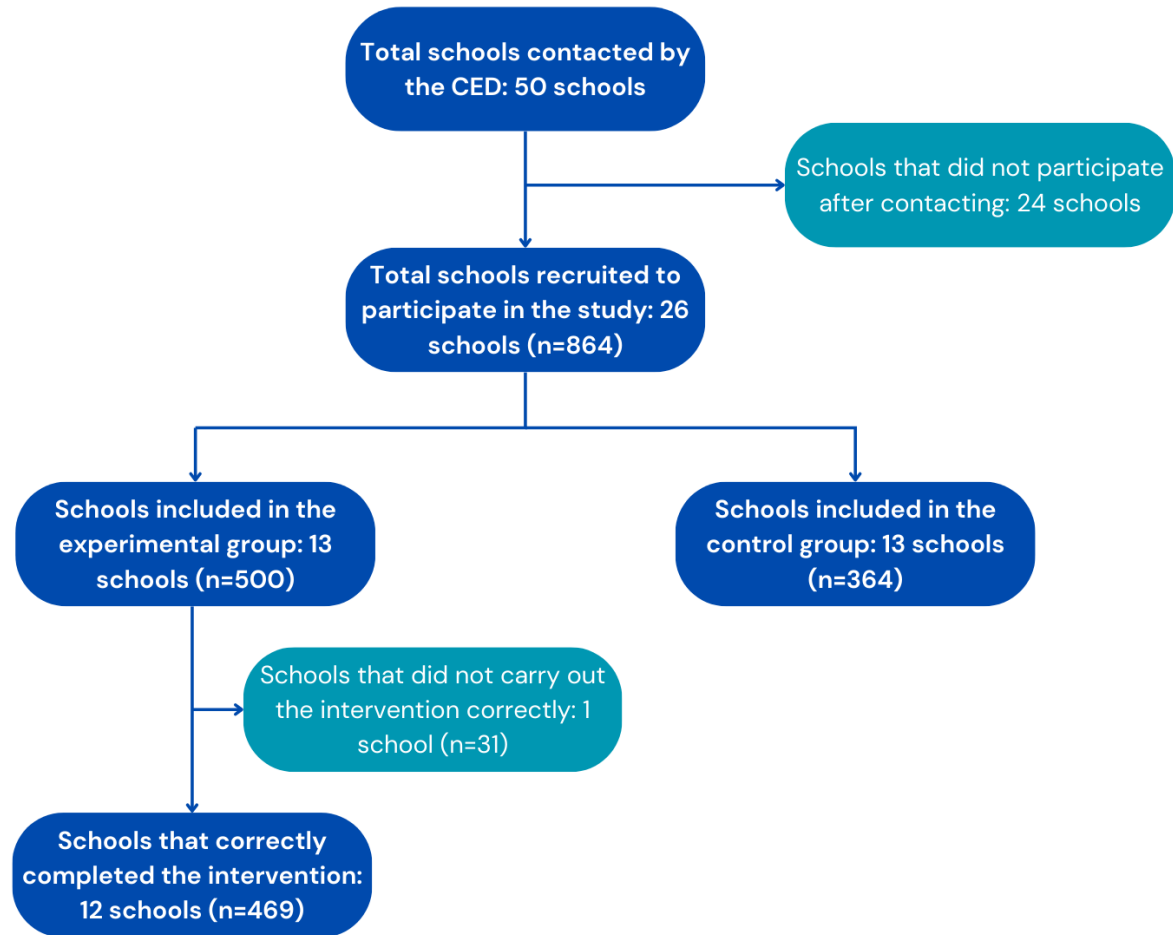 Total schools contacted by
the CED: 50 schools
Schools that did not participate
after contacting: 24 schools
Total schools recruited to
participate in the study: 26
schools (n=864)
Schools included in the
experimental group: 13
schools (n=500)
Schools included in the
control group: 13 schools
(n=364)
Schools that did not carry out
the intervention correctly: 1
school (n=31)
Schools that correctly
completed the intervention:
12 schools (n=469)